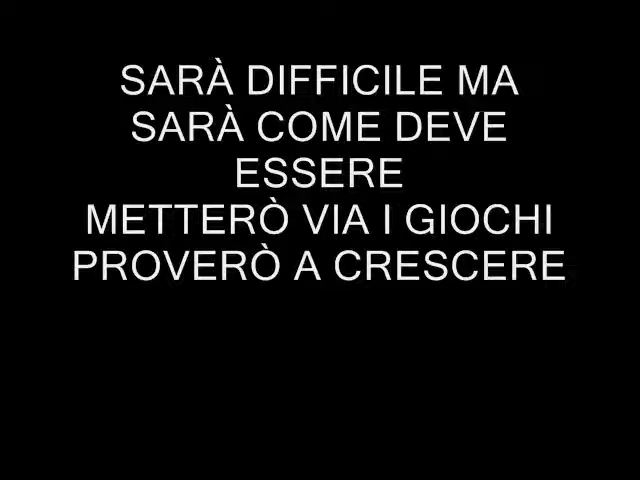 SARÀ DIFFICILE MA
SARÀ COME DEVE
ESSERE
METTERÒ VIA I GIOCHI
PROVERÒ A CRESCERE